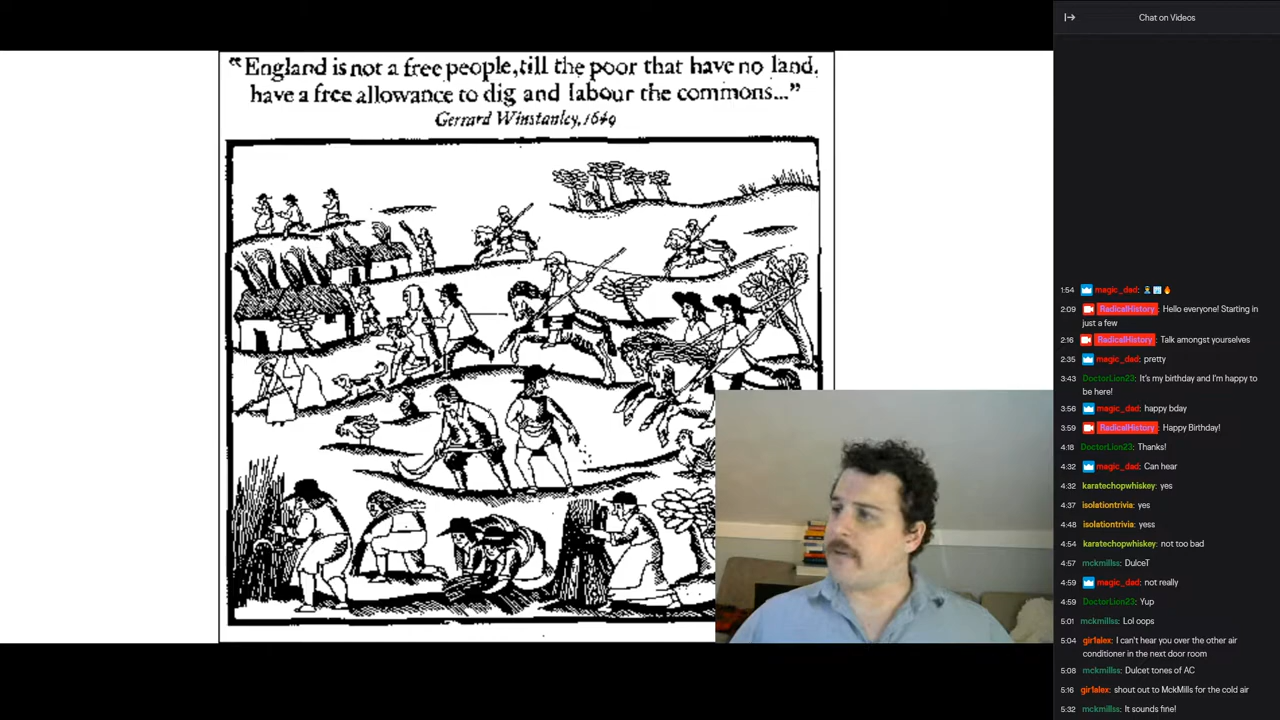 “England is not a free people, till the poor that have no land,
have a free allowance to dig and labour the commons...”
Gerrard Winstanley, 1649
Chat on Videos
1:54 magic_dad:
2:09 RadicalHistory: Hello everyone! Starting in
just a few
2:16 RadicalHistory: Talk amongst yourselves
2:35 magic_dad: pretty
3:43 DoctorLion23: It's my birthday and I'm happy to
be here!
3:56 magic_dad: happy bday
3:59 RadicalHistory: Happy Birthday!
4:18 DoctorLion23: Thanks!
4:32 magic_dad: Can hear
4:32 karatechopwhiskey: yes
4:37 isolationtrivia: yes
4:48 isolationtrivia: yess
4:54 karatechopwhiskey: not too bad
4:57 mckmillss: DulceT
4:59 magic_dad: not really
4:59 DoctorLion23: Yup
5:01 mckmillss: Lol oops
5:04 gir1alex: I can't hear you over the other air
conditioner in the next door room
5:08 mckmillss: Dulcet tones of AC
5:16 gir1alex: shout out to MckMills for the cold air
5:32 mckmillss: It sounds fine!